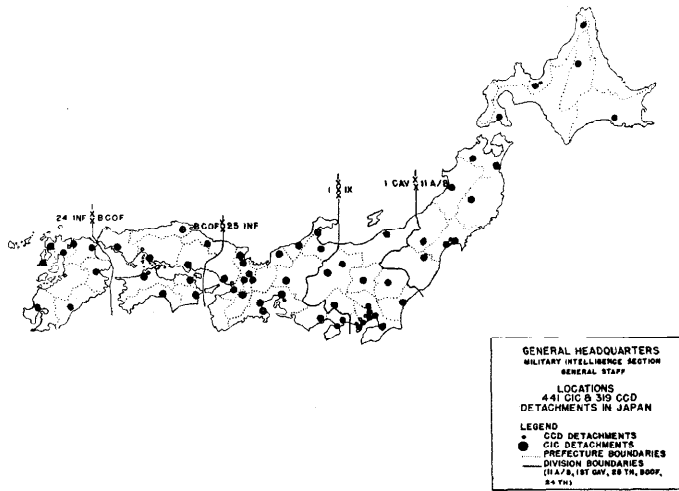 1 CAV 11 A/B
I IX
24 INF BCOF
BCOF 25 INF
GENERAL HEADQUARTERS
MILITARY INTELLIGENCE SECTION
GENERAL STAFF
LOCATIONS
441 CIC & 319 CCD
DETACHMENTS IN JAPAN
LEGEND
CCD DETACHMENTS
CIC DETACHMENTS
PREFECTURE BOUNDARIES
DIVISION BOUNDARIES
(11 A/B, 1ST CAV, 25 TH, BCOF,
24 TH)